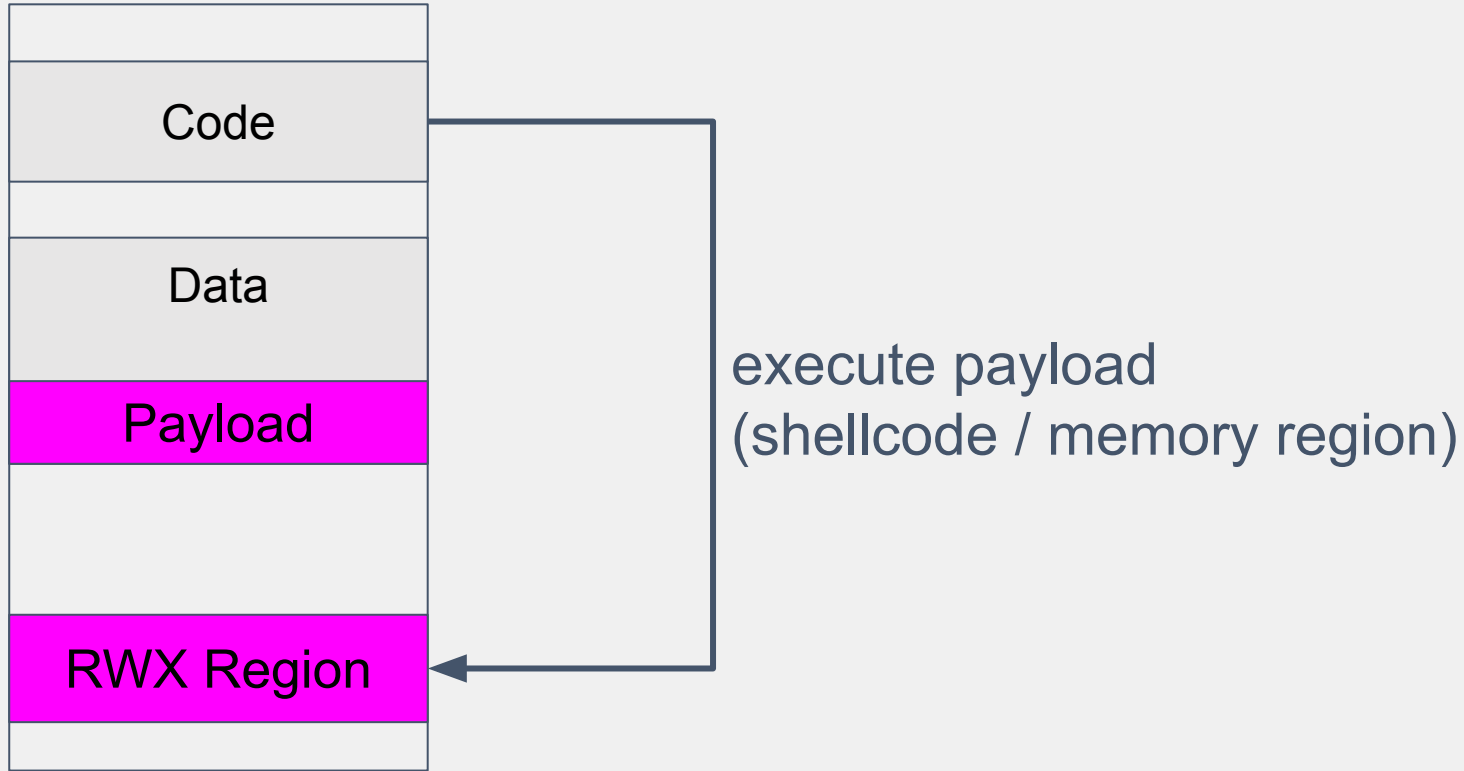 Code
Data
Payload
execute payload
(shellcode / memory region)
RWX Region